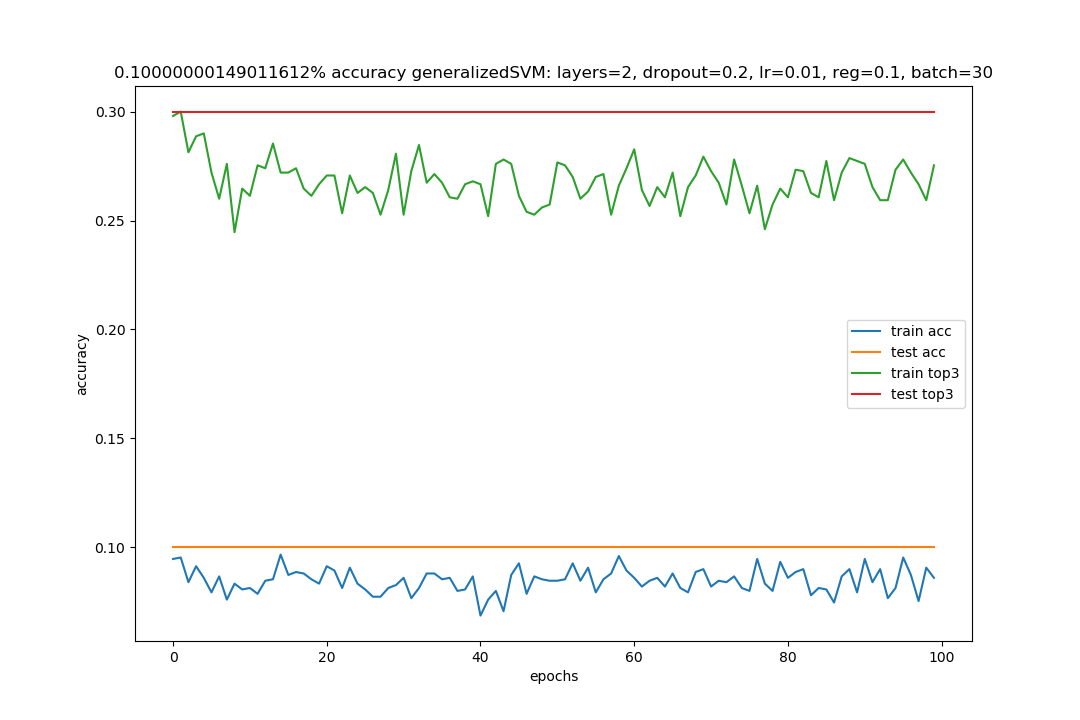 0.10000000149011612% accuracy generalizedSVM: layers=2, dropout=0.2, lr=0.01, reg=0.1, batch=30
0.30
0.25
0.20
0.15
0.10
accuracy
train acc
test acc
train top3
test top3
0 20 40 60 80 100
epochs